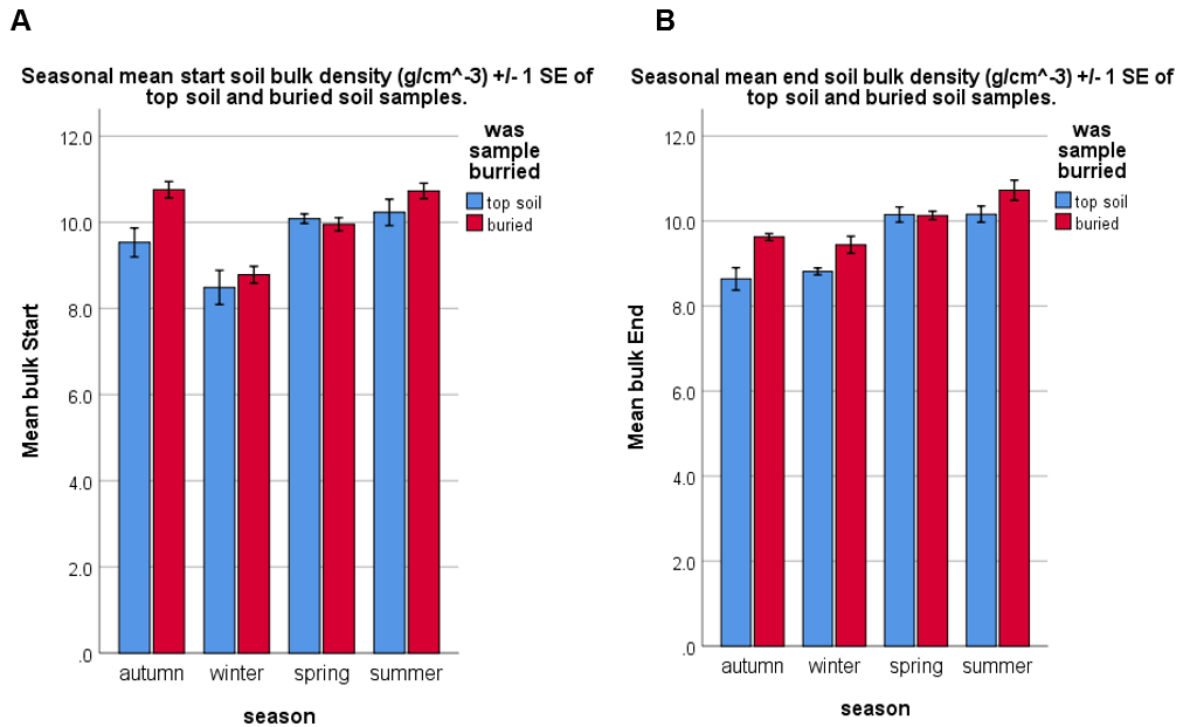 A
Seasonal mean start soil bulk density (g/cm^-3) +/- 1 SE of
top soil and buried soil samples.
was
sample
burried
top soil
buried
12.0
10.0
8.0
6.0
4.0
2.0
.0
Mean bulk Start
autumn winter spring summer
season
B
Seasonal mean end soil bulk density (g/cm^-3) +/- 1 SE of
top soil and buried soil samples.
was
sample
burried
top soil
buried
12.0
10.0
8.0
6.0
4.0
2.0
.0
Mean bulk End
autumn winter spring summer
season